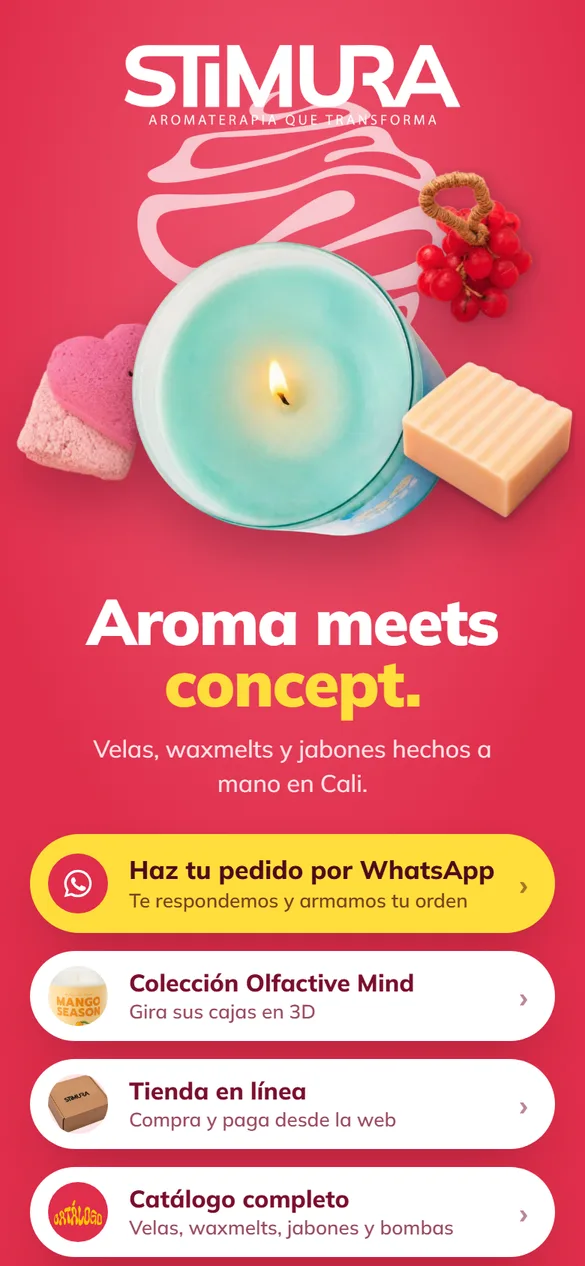 STiMURA
AROMATERAPIA QUE TRANSFORMA
Aroma meets
concept.
Velas, waxmelts y jabones hechos a
mano en Cali.
Haz tu pedido por WhatsApp
Te respondemos y armamos tu orden
MANGO
SEASON
Colección Olfactive Mind
Gira sus cajas en 3D
STiMURA
Tienda en línea
Compra y paga desde la web
CATÁLOGO
Catálogo completo
Velas, waxmelts, jabones y bombas